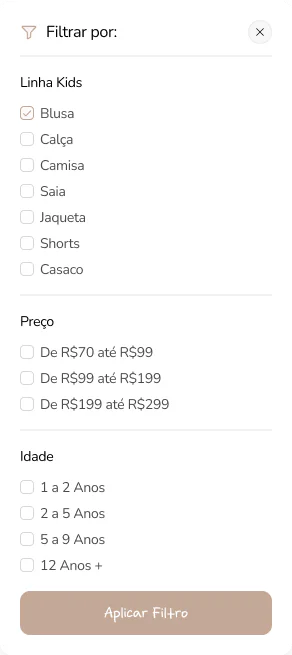 Filtrar por:
Linha Kids
Blusa
Calça
Camisa
Saia
Jaqueta
Shorts
Casaco
Preço
De R$70 até R$99
De R$99 até R$199
De R$199 até R$299
Idade
1 a 2 Anos
2 a 5 Anos
5 a 9 Anos
12 Anos +
Aplicar Filtro